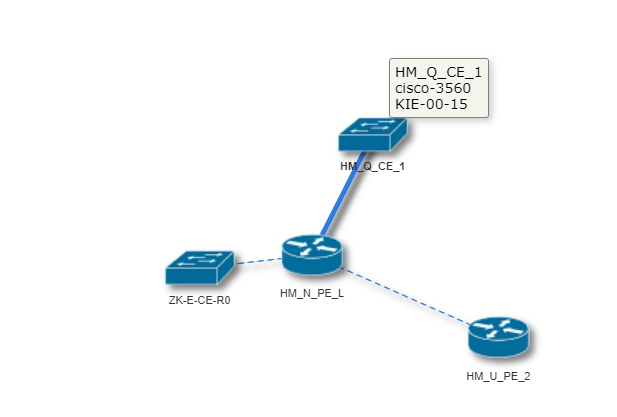 HM_Q_CE_1
cisco-3560
KIE-00-15
HM_Q_CE_1
ZK-E-CE-R0
HM_N_PE_L
HM_U_PE_2